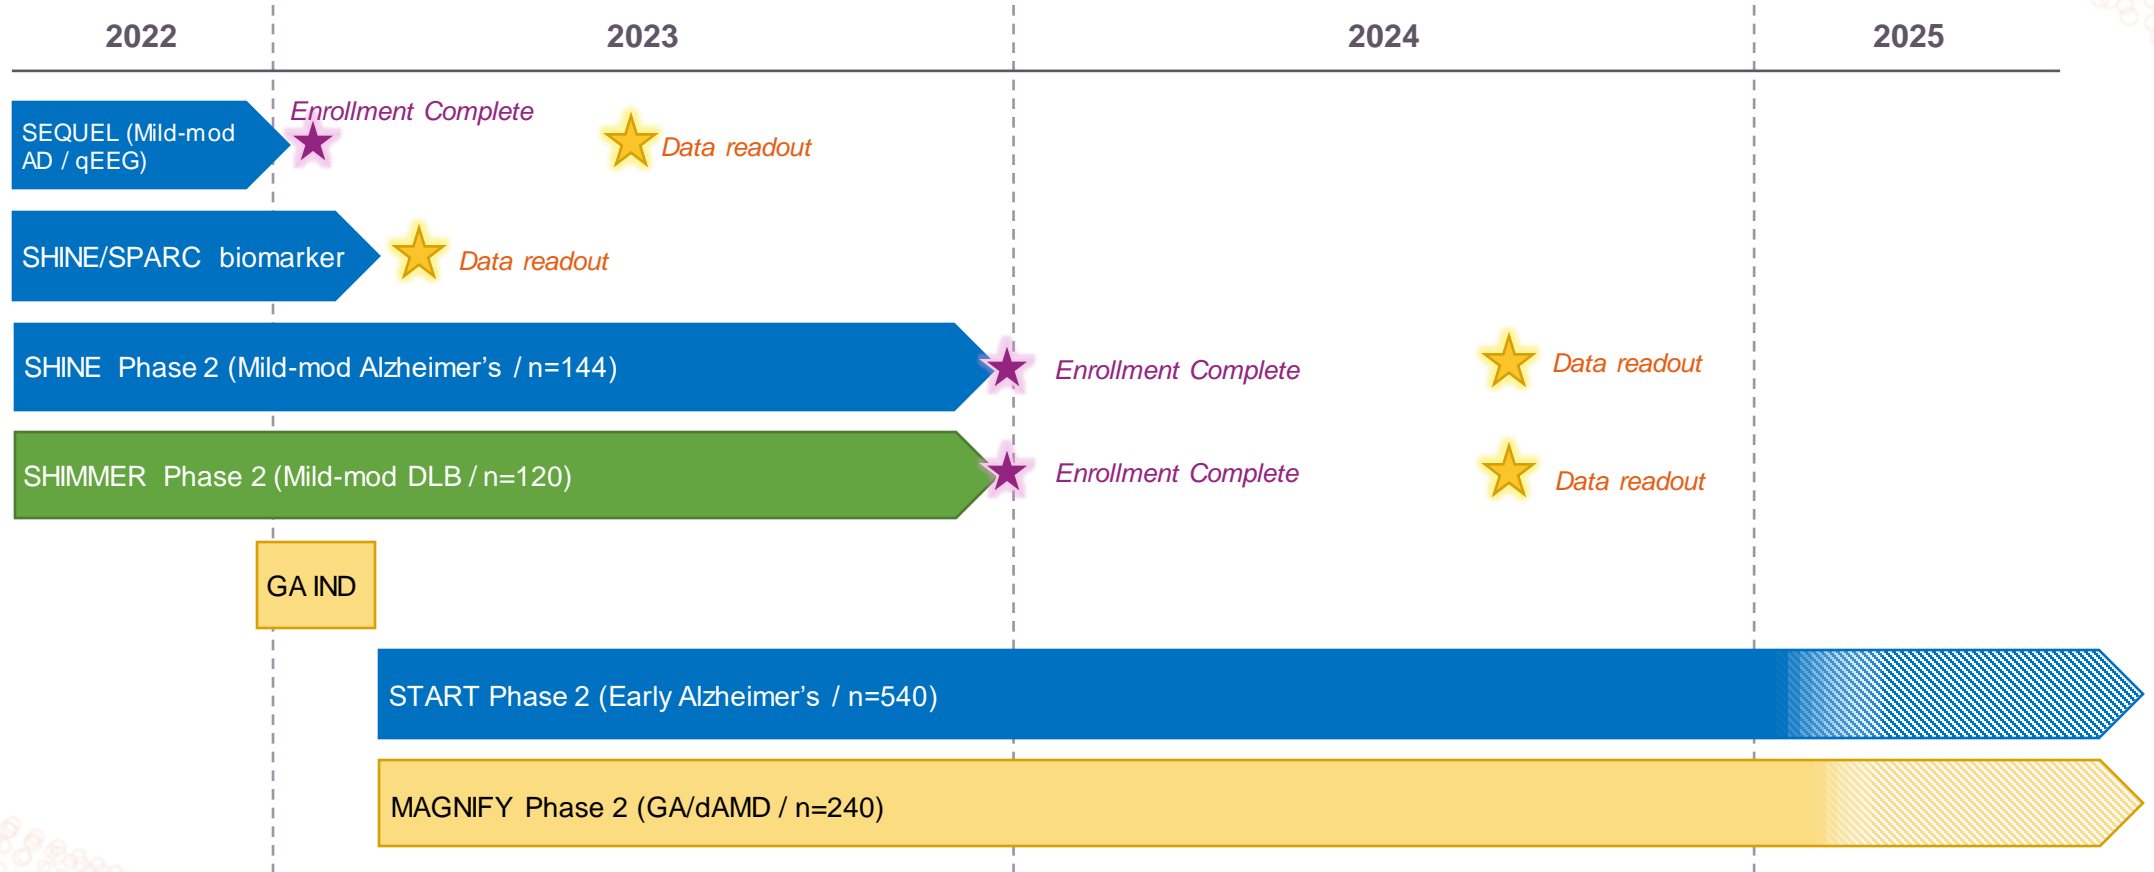 2022
2023
2024
2025
SEQUEL (Mild-mod
AD / qEEG)
Enrollment Complete
Data readout
SHINE/SPARC biomarker
Data readout
SHINE Phase 2 (Mild-mod Alzheimer’s / n=144)
Enrollment Complete
Data readout
SHIMMER Phase 2 (Mild-mod DLB / n=120)
Enrollment Complete
Data readout
GA IND
START Phase 2 (Early Alzheimer’s / n=540)
MAGNIFY Phase 2 (GA/dAMD / n=240)